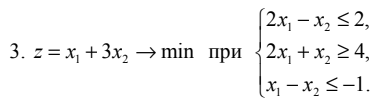 3. z = x₁ + 3x₂ → min при { 2x₁ − x₂ ≤ 2,
2x₁ + x₂ ≥ 4,
x₁ − x₂ ≤ −1.